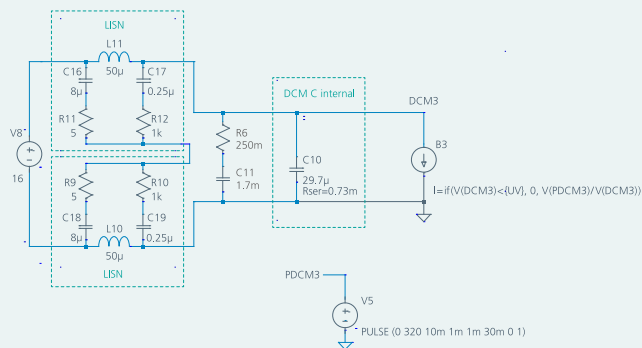 LISN
L11
50µ
C16
8µ
C17
0.25µ
R11
5
R12
1k
V8
16
R9
5
R10
1k
C18
8µ
L10
50µ
C19
0.25µ
LISN
R6
250m
C11
1.7m
DCM C internal
C10
29.7µ
Rser=0.73m
DCM3
B3
I=if(V(DCM3)<{UV}, 0, V(PDCM3)/V(DCM3))
PDCM3
V5
PULSE (0 320 10m 1m 1m 30m 0 1)